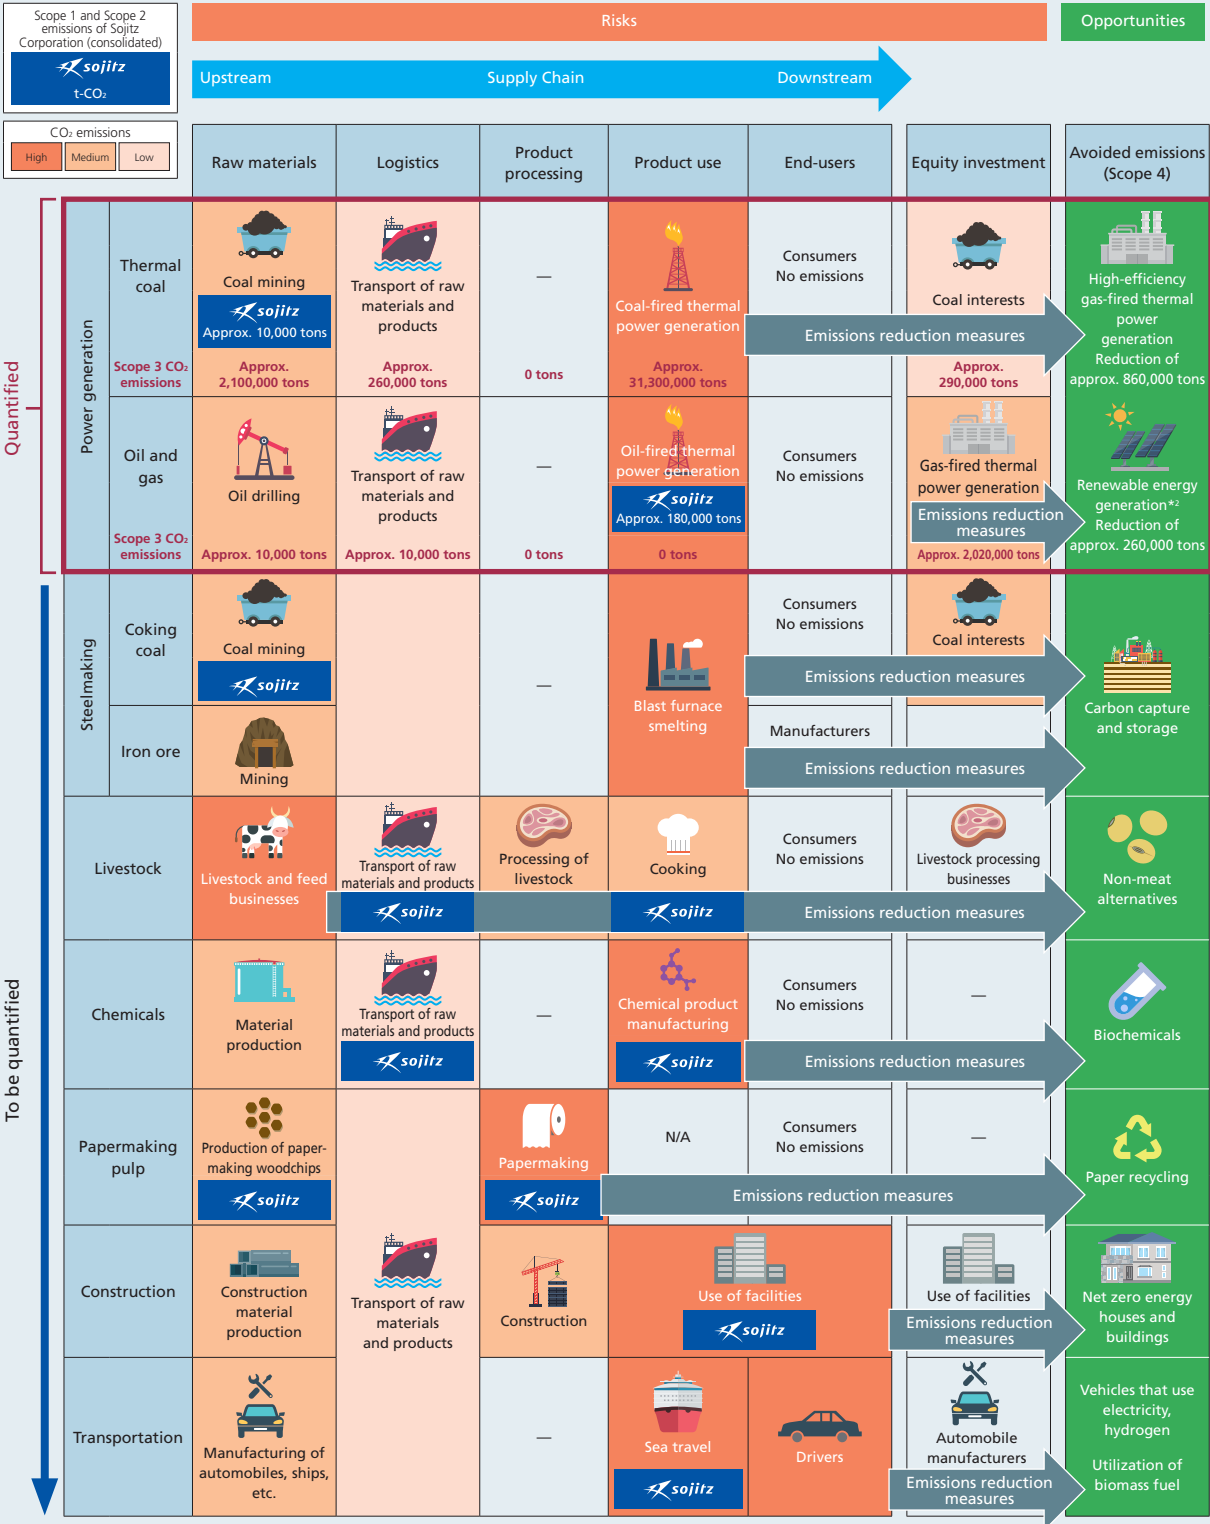 Scope 1 and Scope 2
emissions of Sojitz
Corporation (consolidated)
sojitz
t-CO₂
CO₂ emissions
High
Medium
Low
Risks
Opportunities
Upstream
Supply Chain
Downstream
Raw materials
Logistics
Product
processing
Product use
End-users
Equity investment
Avoided emissions
(Scope 4)
Quantified
Power generation
Thermal
coal
Coal mining
sojitz
Approx. 10,000 tons
Transport of raw
materials and
products
—
Coal-fired thermal
power generation
Consumers
No emissions
Coal interests
Emissions reduction measures
High-efficiency
gas-fired thermal
power
generation
Reduction of
approx. 860,000 tons
Scope 3 CO₂
emissions
Approx.
2,100,000 tons
Approx.
260,000 tons
0 tons
Approx.
31,300,000 tons
Approx.
290,000 tons
Oil and
gas
Oil drilling
Transport of raw
materials and
products
—
Oil-fired thermal
power generation
sojitz
Approx. 180,000 tons
Consumers
No emissions
Gas-fired thermal
power generation
Emissions reduction
measures
Renewable energy
generation*²
Reduction of
approx. 260,000 tons
Scope 3 CO₂
emissions
Approx. 10,000 tons
Approx. 10,000 tons
0 tons
0 tons
Approx. 2,020,000 tons
To be quantified
Steelmaking
Coking
coal
Coal mining
sojitz
—
Blast furnace
smelting
Consumers
No emissions
Coal interests
Emissions reduction measures
Carbon capture
and storage
Iron ore
Mining
Manufacturers
Emissions reduction measures
Livestock
Livestock and feed
businesses
Transport of raw
materials and products
sojitz
Processing of
livestock
Cooking
sojitz
Consumers
No emissions
Livestock processing
businesses
Emissions reduction measures
Non-meat
alternatives
Chemicals
Material
production
Transport of raw
materials and products
sojitz
—
Chemical product
manufacturing
sojitz
Consumers
No emissions
—
Emissions reduction measures
Biochemicals
Papermaking
pulp
Production of paper-
making woodchips
sojitz
Papermaking
sojitz
N/A
Consumers
No emissions
—
Emissions reduction measures
Paper recycling
Construction
Construction
material
production
Transport of raw
materials
and products
Construction
Use of facilities
sojitz
Use of facilities
Emissions reduction
measures
Net zero energy
houses and
buildings
Transportation
Manufacturing of
automobiles, ships,
etc.
—
Sea travel
sojitz
Drivers
Automobile
manufacturers
Emissions reduction
measures
Vehicles that use
electricity,
hydrogen
Utilization of
biomass fuel